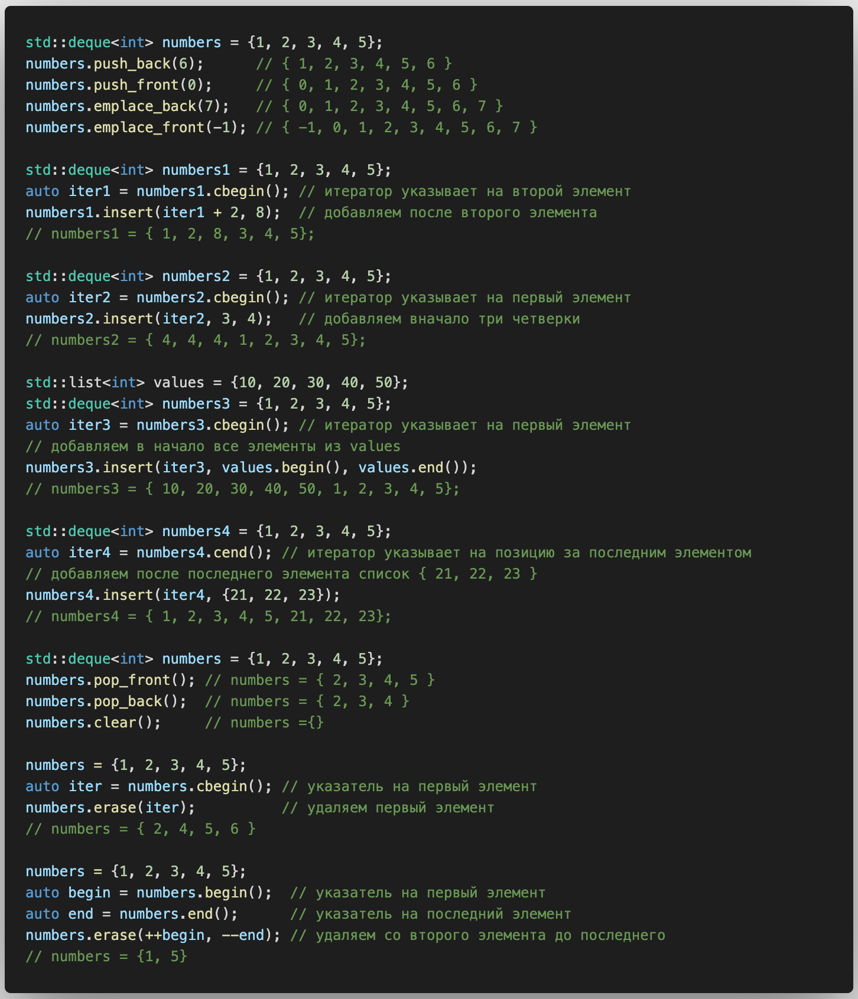 std::deque<int> numbers = {1, 2, 3, 4, 5};
numbers.push_back(6);      // { 1, 2, 3, 4, 5, 6 }
numbers.push_front(0);     // { 0, 1, 2, 3, 4, 5, 6 }
numbers.emplace_back(7);   // { 0, 1, 2, 3, 4, 5, 6, 7 }
numbers.emplace_front(-1); // { -1, 0, 1, 2, 3, 4, 5, 6, 7 }

std::deque<int> numbers1 = {1, 2, 3, 4, 5};
auto iter1 = numbers1.cbegin(); // итератор указывает на второй элемент
numbers1.insert(iter1 + 2, 8);  // добавляем после второго элемента
// numbers1 = { 1, 2, 8, 3, 4, 5};

std::deque<int> numbers2 = {1, 2, 3, 4, 5};
auto iter2 = numbers2.cbegin(); // итератор указывает на первый элемент
numbers2.insert(iter2, 3, 4);   // добавляем вначало три четверки
// numbers2 = { 4, 4, 4, 1, 2, 3, 4, 5};

std::list<int> values = {10, 20, 30, 40, 50};
std::deque<int> numbers3 = {1, 2, 3, 4, 5};
auto iter3 = numbers3.cbegin(); // итератор указывает на первый элемент
// добавляем в начало все элементы из values
numbers3.insert(iter3, values.begin(), values.end());
// numbers3 = { 10, 20, 30, 40, 50, 1, 2, 3, 4, 5};

std::deque<int> numbers4 = {1, 2, 3, 4, 5};
auto iter4 = numbers4.cend(); // итератор указывает на позицию за последним элементом
// добавляем после последнего элемента список { 21, 22, 23 }
numbers4.insert(iter4, {21, 22, 23});
// numbers4 = { 1, 2, 3, 4, 5, 21, 22, 23};

std::deque<int> numbers = {1, 2, 3, 4, 5};
numbers.pop_front(); // numbers = { 2, 3, 4, 5 }
numbers.pop_back();  // numbers = { 2, 3, 4 }
numbers.clear();     // numbers ={}

numbers = {1, 2, 3, 4, 5};
auto iter = numbers.cbegin(); // указатель на первый элемент
numbers.erase(iter);          // удаляем первый элемент
// numbers = { 2, 4, 5, 6 }

numbers = {1, 2, 3, 4, 5};
auto begin = numbers.begin();  // указатель на первый элемент
auto end = numbers.end();      // указатель на последний элемент
numbers.erase(++begin, --end); // удаляем со второго элемента до последнего
// numbers = {1, 5}